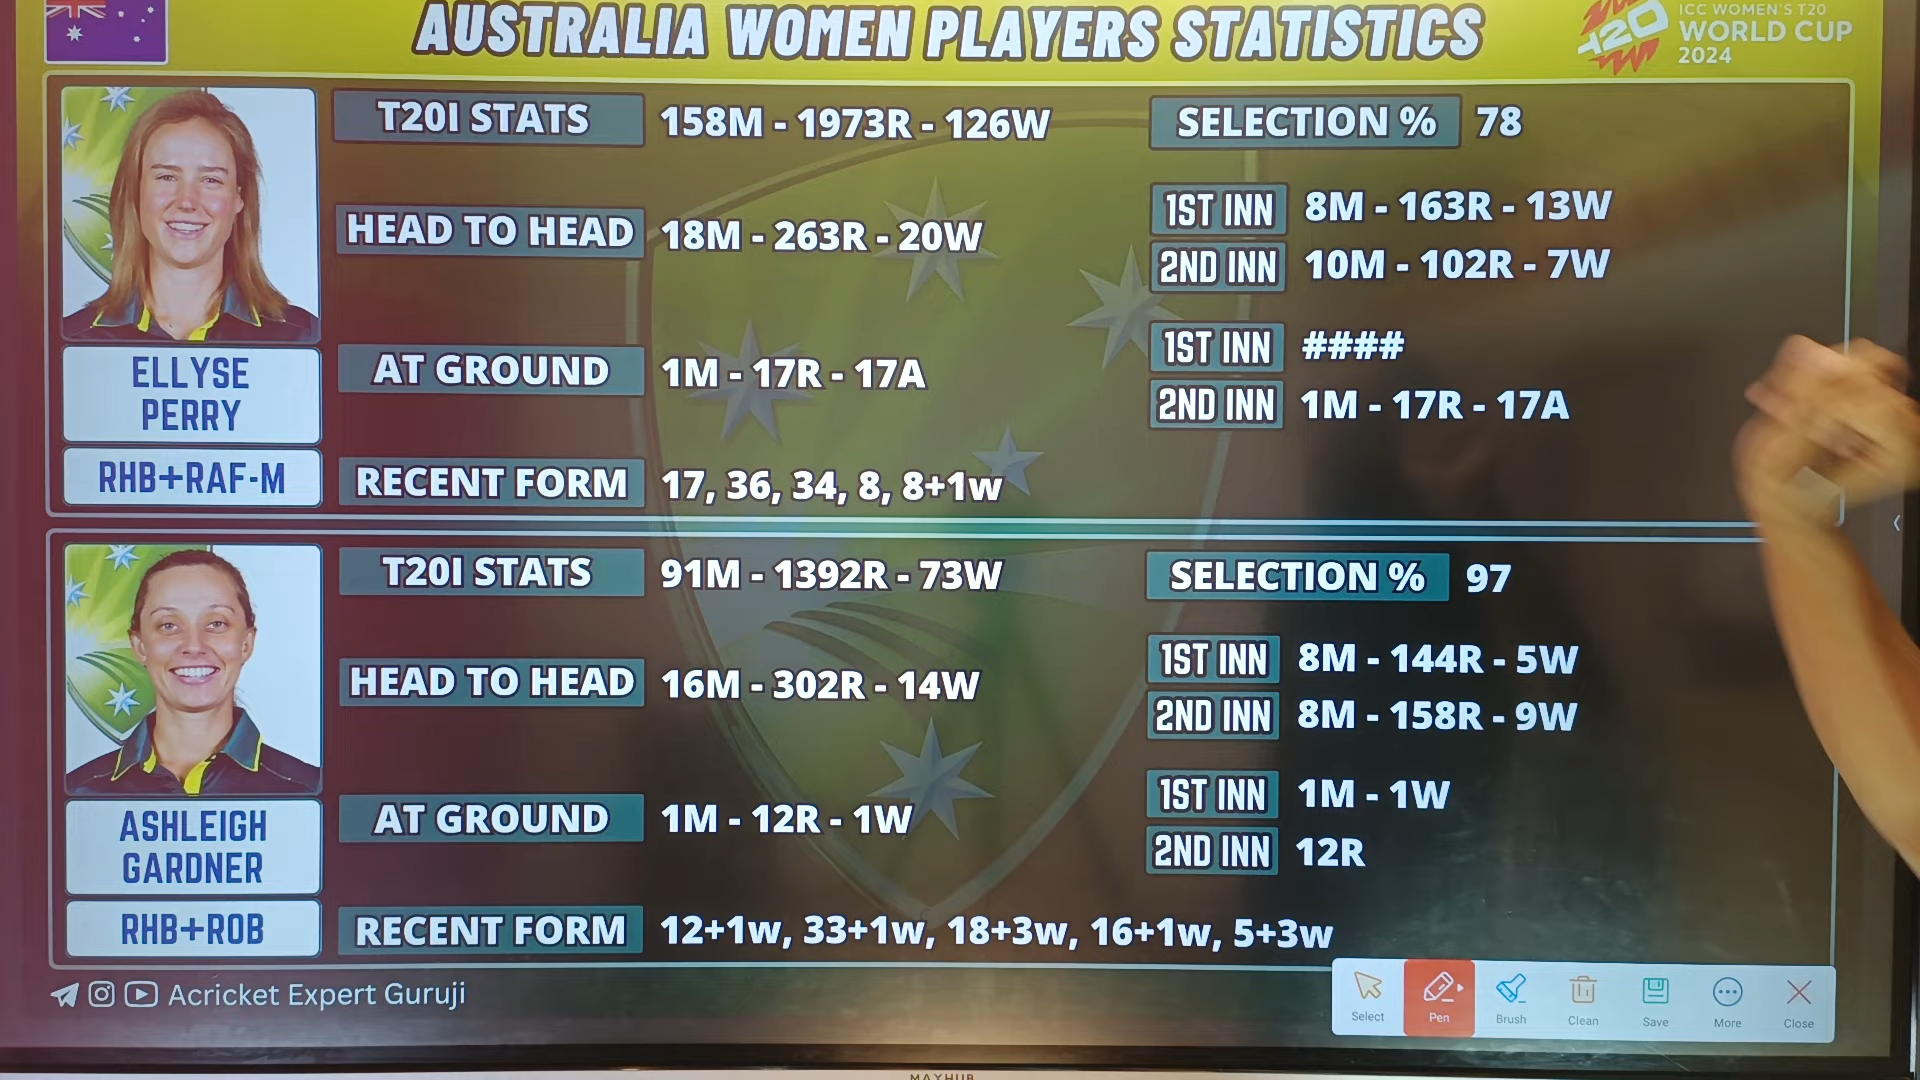 AUSTRALIA WOMEN PLAYERS STATISTICS
ICC WOMEN'S T20
WORLD CUP
2024
T20
T20I STATS 158M - 1973R - 126W
SELECTION % 78
HEAD TO HEAD 18M - 263R - 20W
1ST INN 8M - 163R - 13W
2ND INN 10M - 102R - 7W
AT GROUND 1M - 17R - 17A
1ST INN ####
2ND INN 1M - 17R - 17A
ELLYSE
PERRY
RHB+RAF-M
RECENT FORM 17, 36, 34, 8, 8+1w
T20I STATS 91M - 1392R - 73W
SELECTION % 97
HEAD TO HEAD 16M - 302R - 14W
1ST INN 8M - 144R - 5W
2ND INN 8M - 158R - 9W
AT GROUND 1M - 12R - 1W
1ST INN 1M - 1W
2ND INN 12R
ASHLEIGH
GARDNER
RHB+ROB
RECENT FORM 12+1w, 33+1w, 18+3w, 16+1w, 5+3w
Acricket Expert Guruji
Select Pen Brush Clean Save More Close
MAXHUB